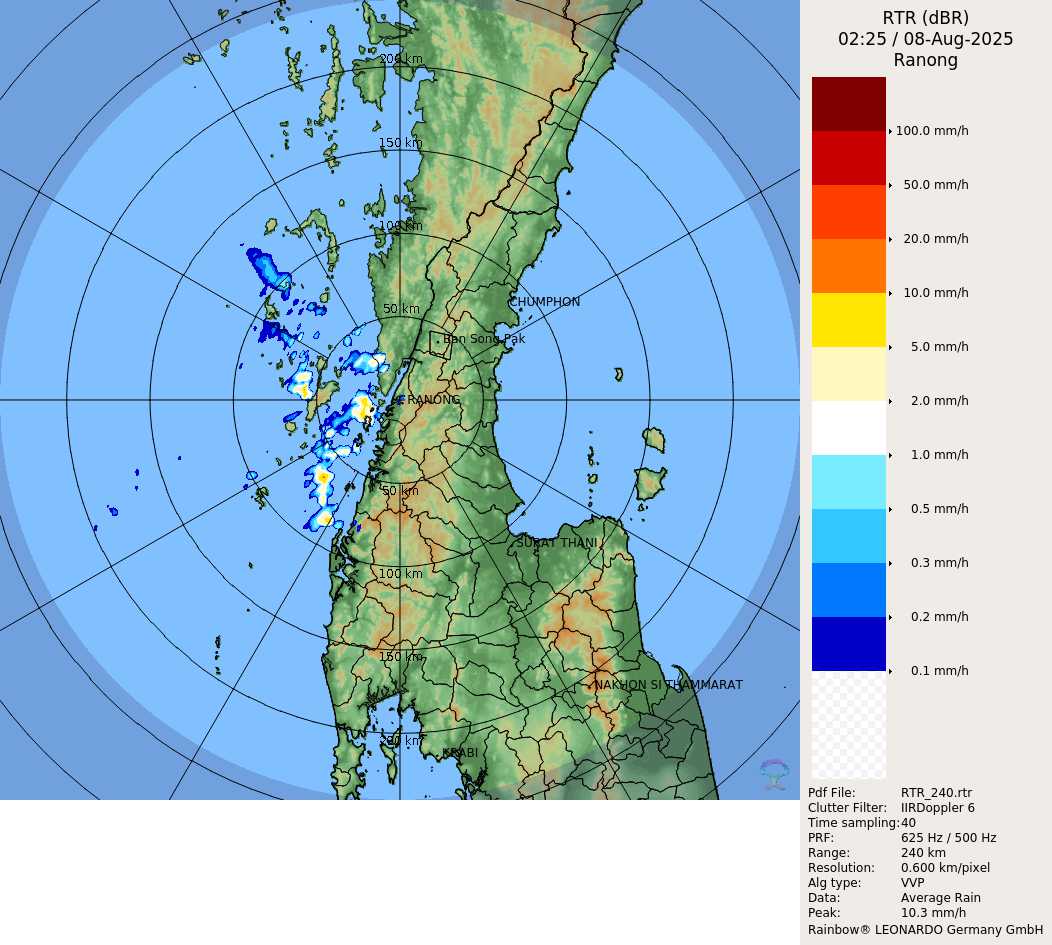 RTR (dBR)
02:25 / 08-Aug-2025
Ranong
100.0 mm/h
50.0 mm/h
20.0 mm/h
10.0 mm/h
5.0 mm/h
2.0 mm/h
1.0 mm/h
0.5 mm/h
0.3 mm/h
0.2 mm/h
0.1 mm/h
Pdf File: RTR_240.rtr
Clutter Filter: IIRDoppler 6
Time sampling: 40
PRF: 625 Hz / 500 Hz
Range: 240 km
Resolution: 0.600 km/pixel
Alg type: VVP
Data: Average Rain
Peak: 10.3 mm/h
Rainbow® LEONARDO Germany GmbH
200 km
150 km
100 km
50 km
CHUMPHON
Ban Song Pak
RANONG
50 km
SURAT THANI
100 km
150 km
NAKHON SI THAMMARAT
200 km
KRABI